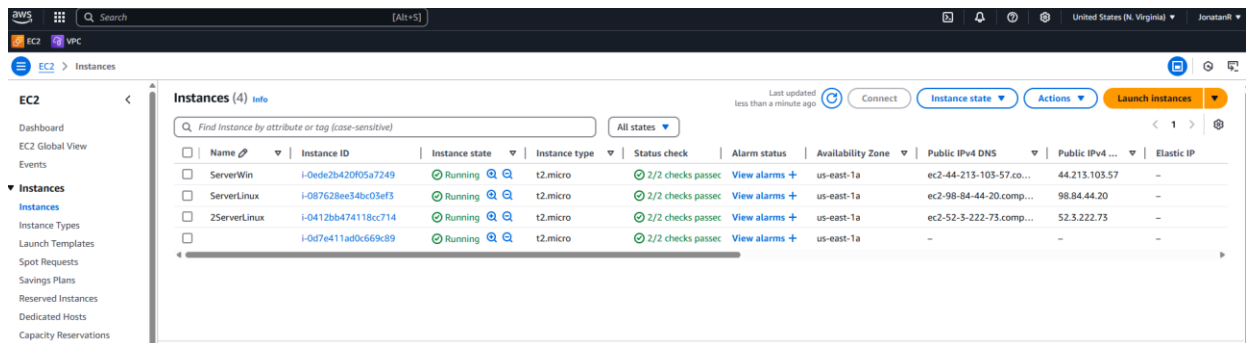 aws Search [Alt+S] United States (N. Virginia) ▼ JonatanR ▼
EC2 VPC
EC2 > Instances
EC2
Dashboard
EC2 Global View
Events
▼ Instances
Instances
Instance Types
Launch Templates
Spot Requests
Savings Plans
Reserved Instances
Dedicated Hosts
Capacity Reservations
Instances (4) Info
Last updated
less than a minute ago
Connect Instance state ▼ Actions ▼ Launch instances ▼
Find Instance by attribute or tag (case-sensitive) All states ▼ < 1 >
Name Instance ID Instance state Instance type Status check Alarm status Availability Zone Public IPv4 DNS Public IPv4 ... Elastic IP
ServerWin i-0ede2b420f05a7249 Running t2.micro 2/2 checks passec View alarms + us-east-1a ec2-44-213-103-57.co... 44.213.103.57 –
ServerLinux i-087628ee34bc03ef3 Running t2.micro 2/2 checks passec View alarms + us-east-1a ec2-98-84-44-20.comp... 98.84.44.20 –
2ServerLinux i-0412bb474118cc714 Running t2.micro 2/2 checks passec View alarms + us-east-1a ec2-52-3-222-73.comp... 52.3.222.73 –
i-0d7e411ad0c669c89 Running t2.micro 2/2 checks passec View alarms + us-east-1a – – –